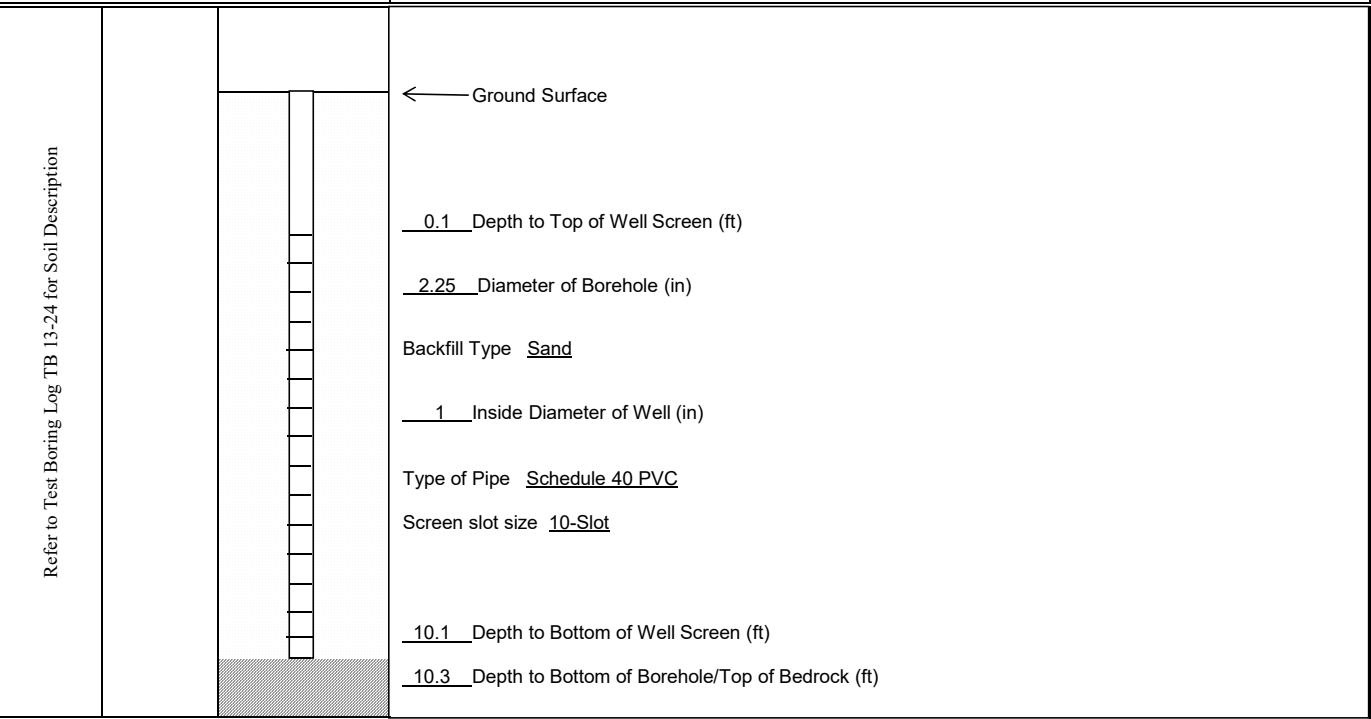 Refer to Test Boring Log TB 13-24 for Soil Description
Ground Surface
0.1 Depth to Top of Well Screen (ft)
2.25 Diameter of Borehole (in)
Backfill Type Sand
1 Inside Diameter of Well (in)
Type of Pipe Schedule 40 PVC
Screen slot size 10-Slot
10.1 Depth to Bottom of Well Screen (ft)
10.3 Depth to Bottom of Borehole/Top of Bedrock (ft)